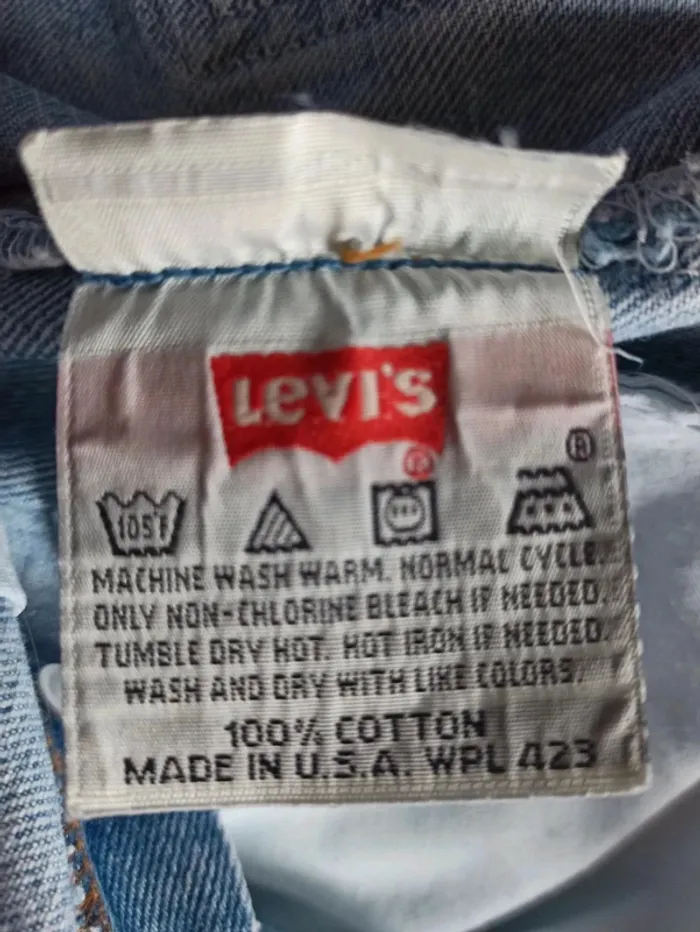 Levi's
®
®
105°F
MACHINE WASH WARM. NORMAL CYCLE.
ONLY NON-CHLORINE BLEACH IF NEEDED.
TUMBLE DRY HOT. HOT IRON IF NEEDED.
WASH AND DRY WITH LIKE COLORS.
100% COTTON
MADE IN U.S.A. WPL 423